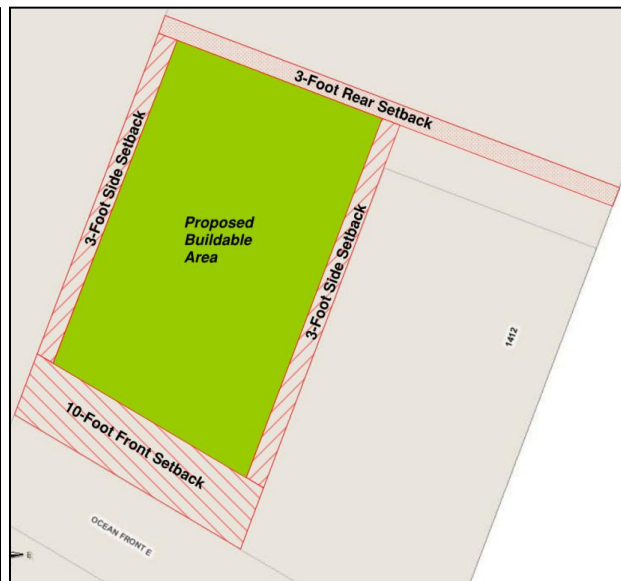 3-Foot Rear Setback
3-Foot Side Setback
Proposed
Buildable
Area
3-Foot Side Setback
1412
10-Foot Front Setback
OCEAN FRONT E
E